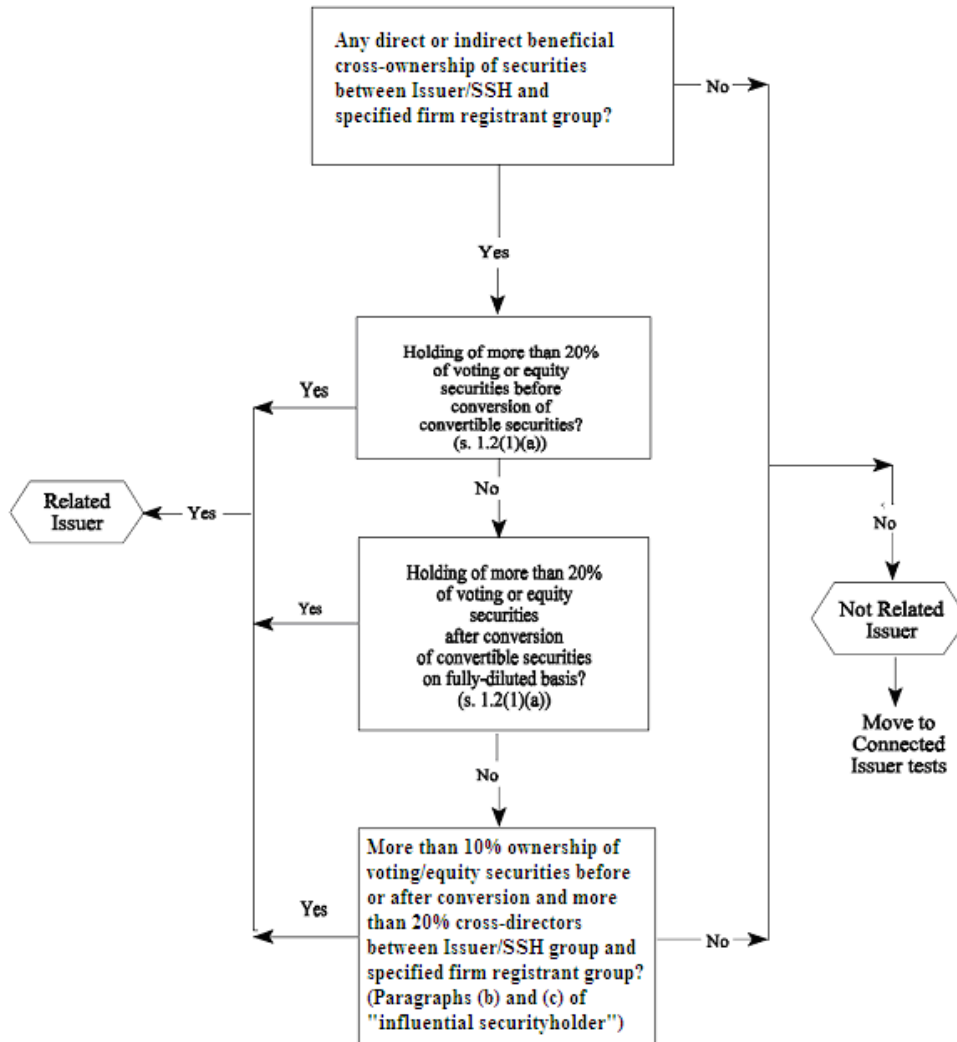 Any direct or indirect beneficial
cross-ownership of securities
between Issuer/SSH and
specified firm registrant group?
No
Yes
Holding of more than 20%
of voting or equity
securities before
conversion of
convertible securities?
(s. 1.2(1)(a))
Yes
No
Related
Issuer
Yes
No
Holding of more than 20%
of voting or equity
securities
after conversion
of convertible securities
on fully-diluted basis?
(s. 1.2(1)(a))
Yes
Not Related
Issuer
Move to
Connected
Issuer tests
No
More than 10% ownership of
voting/equity securities before
or after conversion and more
than 20% cross-directors
between Issuer/SSH group and
specified firm registrant group?
(Paragraphs (b) and (c) of
"influential securityholder")
Yes
No